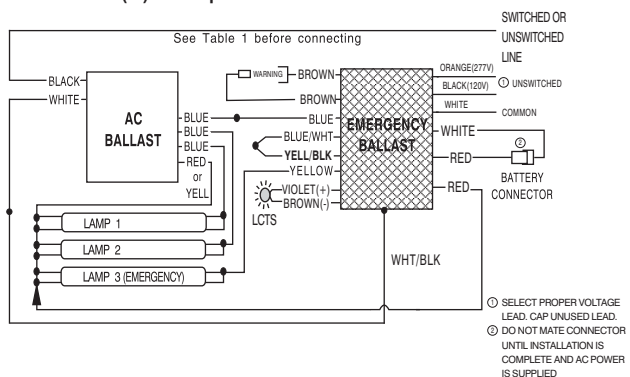 SWITCHED OR
UNSWITCHED
LINE
See Table 1 before connecting
ORANGE(277V)
BLACK(120V)
① UNSWITCHED
WHITE
COMMON
BLACK
WHITE
AC
BALLAST
BLUE
BLUE
BLUE
RED
or
YELL
WARNING
BROWN
BROWN
BLUE
BLUE/WHT
YELL/BLK
YELLOW
VIOLET(+)
BROWN(-)
LCTS
EMERGENCY
BALLAST
WHITE
RED
②
BATTERY
CONNECTOR
RED
LAMP 1
LAMP 2
LAMP 3 (EMERGENCY)
WHT/BLK
① SELECT PROPER VOLTAGE
LEAD. CAP UNUSED LEAD.
② DO NOT MATE CONNECTOR
UNTIL INSTALLATION IS
COMPLETE AND AC POWER
IS SUPPLIED